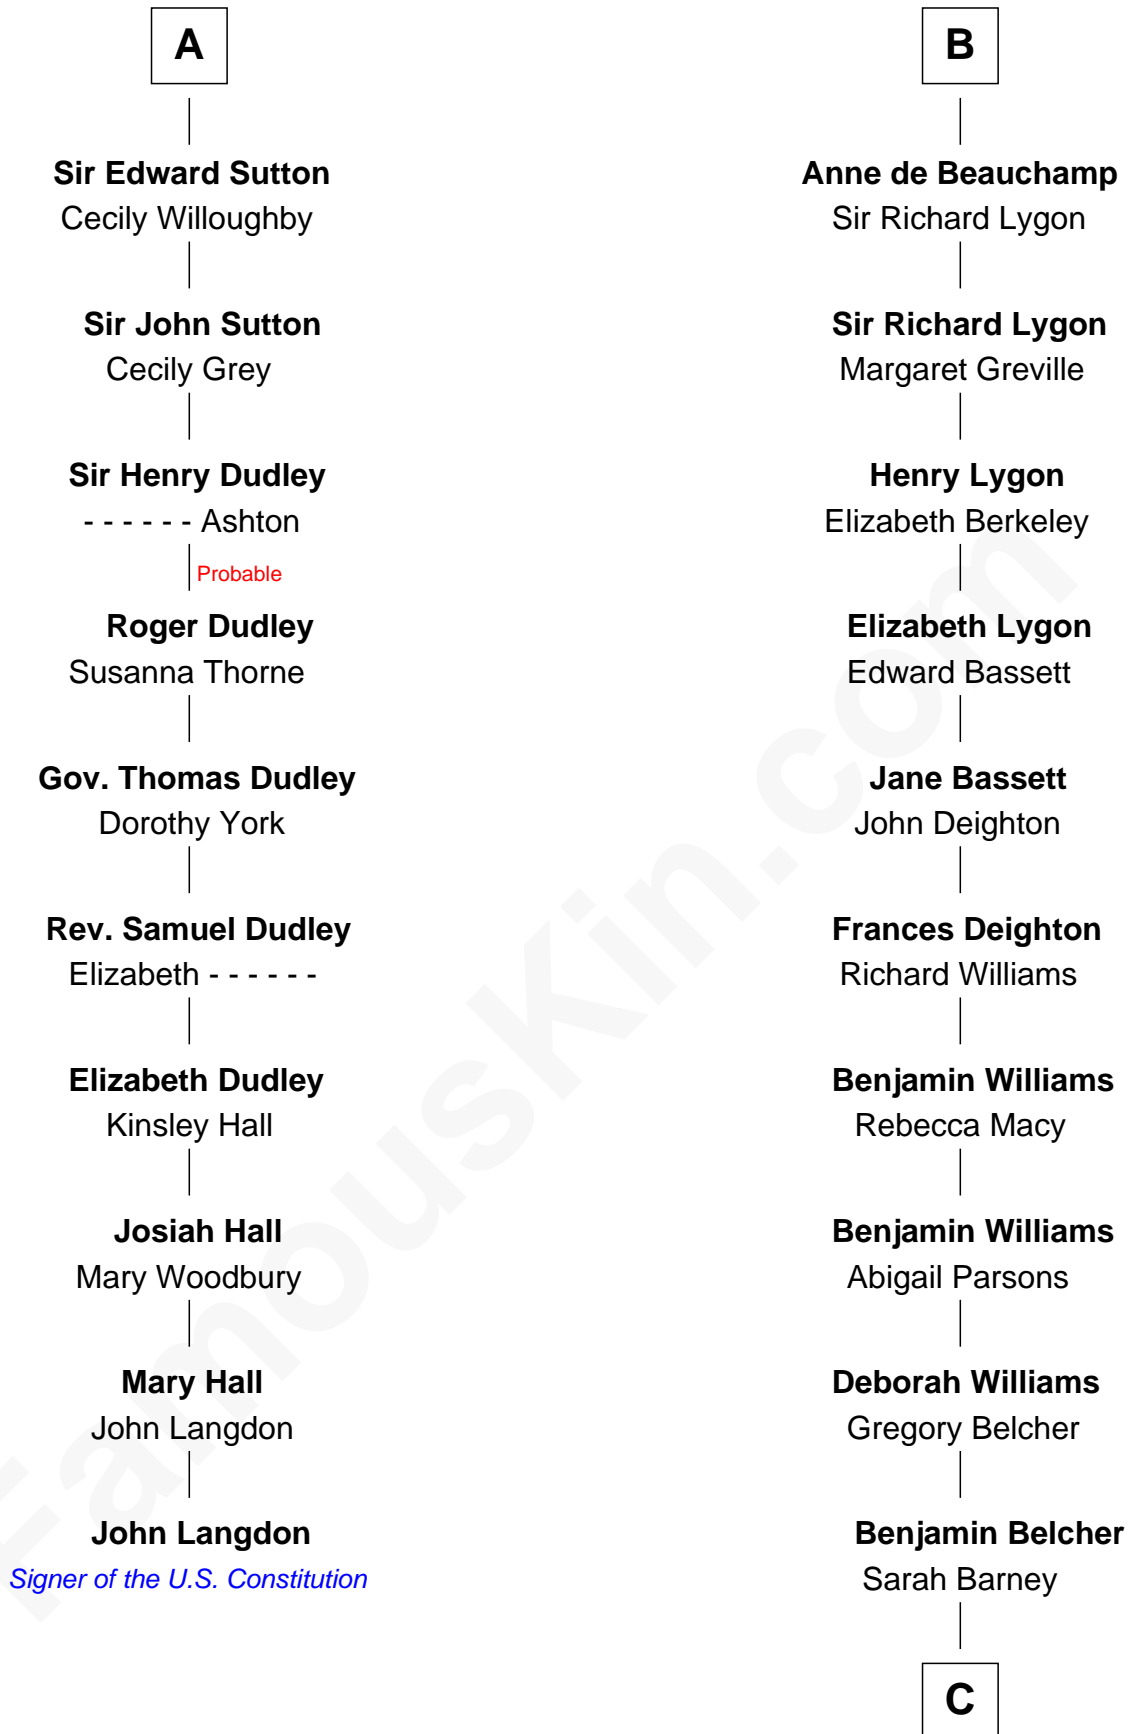 A
Sir Edward Sutton
Cecily Willoughby
Sir John Sutton
Cecily Grey
Sir Henry Dudley
- - - - - - Ashton
Probable
Roger Dudley
Susanna Thorne
Gov. Thomas Dudley
Dorothy York
Rev. Samuel Dudley
Elizabeth - - - - - -
Elizabeth Dudley
Kinsley Hall
Josiah Hall
Mary Woodbury
Mary Hall
John Langdon
John Langdon
Signer of the U.S. Constitution
B
Anne de Beauchamp
Sir Richard Lygon
Sir Richard Lygon
Margaret Greville
Henry Lygon
Elizabeth Berkeley
Elizabeth Lygon
Edward Bassett
Jane Bassett
John Deighton
Frances Deighton
Richard Williams
Benjamin Williams
Rebecca Macy
Benjamin Williams
Abigail Parsons
Deborah Williams
Gregory Belcher
Benjamin Belcher
Sarah Barney
C
FamousKin.com